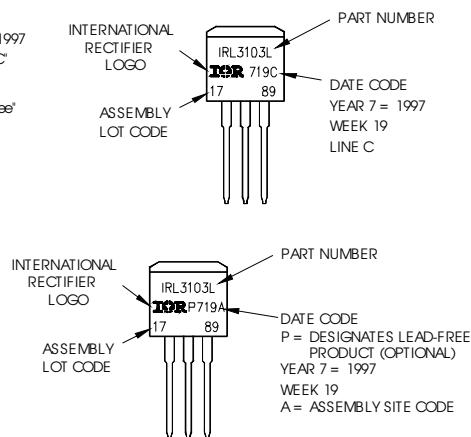 1997
C"
ee"
INTERNATIONAL
RECTIFIER
LOGO
ASSEMBLY
LOT CODE
IRL3103L
IOR 719C
17 89
PART NUMBER
DATE CODE
YEAR 7 = 1997
WEEK 19
LINE C
INTERNATIONAL
RECTIFIER
LOGO
ASSEMBLY
LOT CODE
IRL3103L
IOR P719A
17 89
PART NUMBER
DATE CODE
P = DESIGNATES LEAD-FREE
PRODUCT (OPTIONAL)
YEAR 7 = 1997
WEEK 19
A = ASSEMBLY SITE CODE